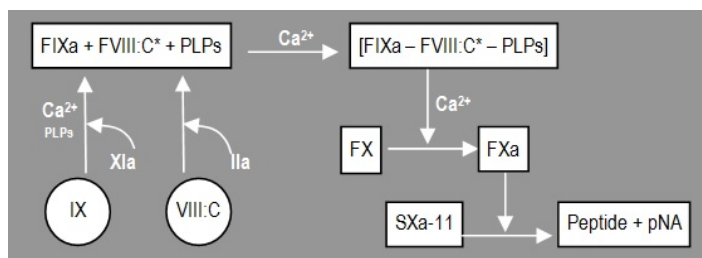 FIXa + FVIII:C* + PLPs
Ca²⁺
[FIXa – FVIII:C* – PLPs]
Ca²⁺
PLPs
XIa
IIa
Ca²⁺
FX
FXa
IX
VIII:C
SXa-11
Peptide + pNA